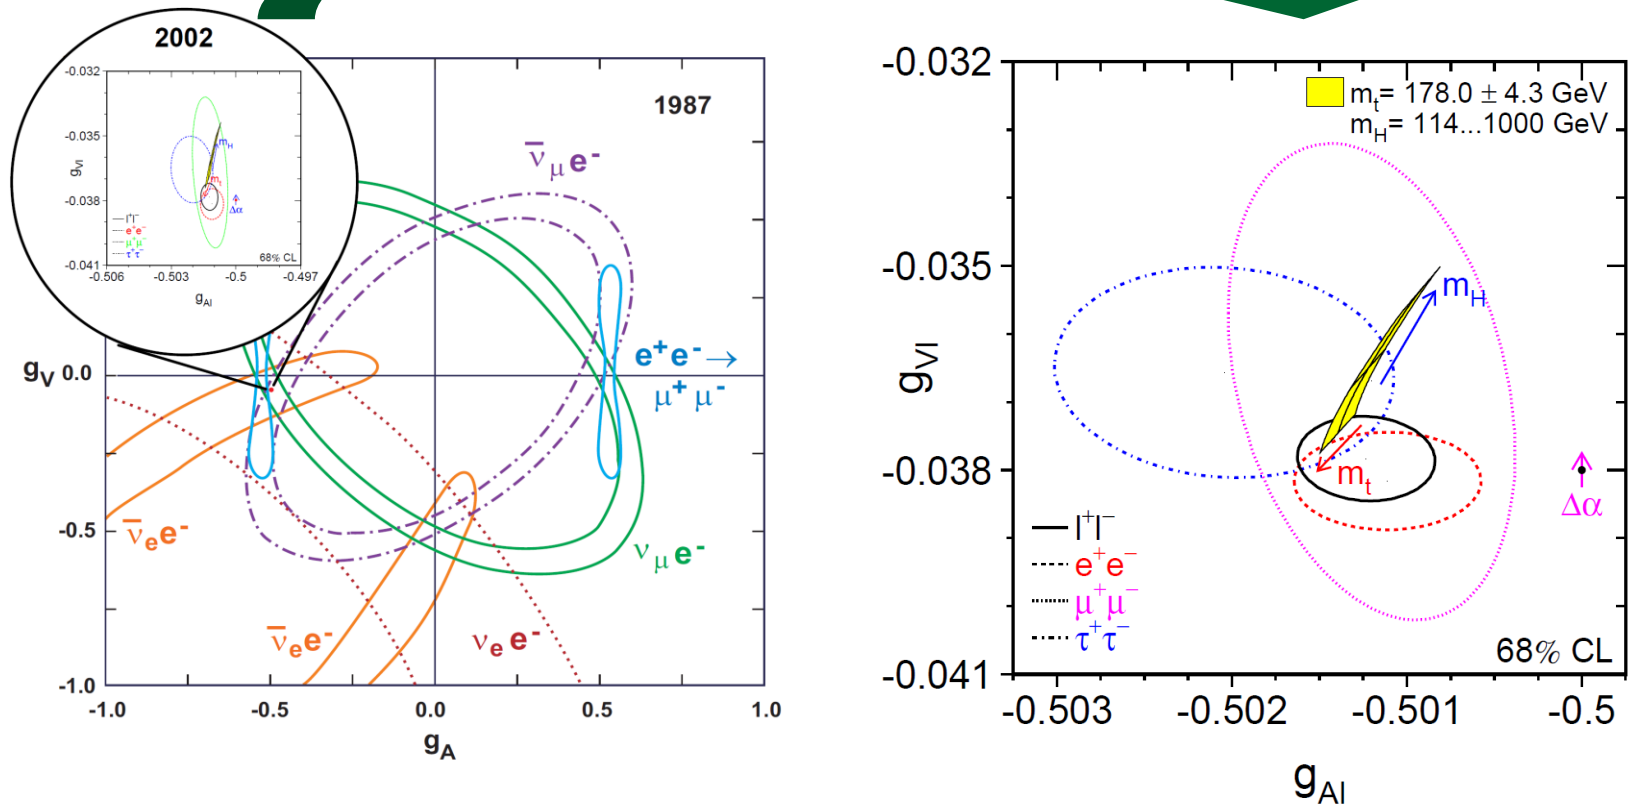 2002
-0.032
-0.035
-0.038
-0.041
-0.506
-0.503
-0.5
-0.497
g_Al
g_Vl
m_H
m_t
Δα
l⁺l⁻
e⁺e⁻
μ⁺μ⁻
τ⁺τ⁻
68% CL
1987
ν̅_μ e⁻
e⁺e⁻ →
μ⁺ μ⁻
g_V
0.0
-0.5
-1.0
ν̅_e e⁻
ν̅_e e⁻
ν_e e⁻
ν_μ e⁻
-1.0
-0.5
0.0
0.5
1.0
g_A
-0.032
-0.035
-0.038
-0.041
g_Vl
m_t= 178.0 ± 4.3 GeV
m_H= 114...1000 GeV
m_H
m_t
Δα
l⁺l⁻
e⁺e⁻
μ⁺μ⁻
τ⁺τ⁻
68% CL
-0.503
-0.502
-0.501
-0.5
g_Al